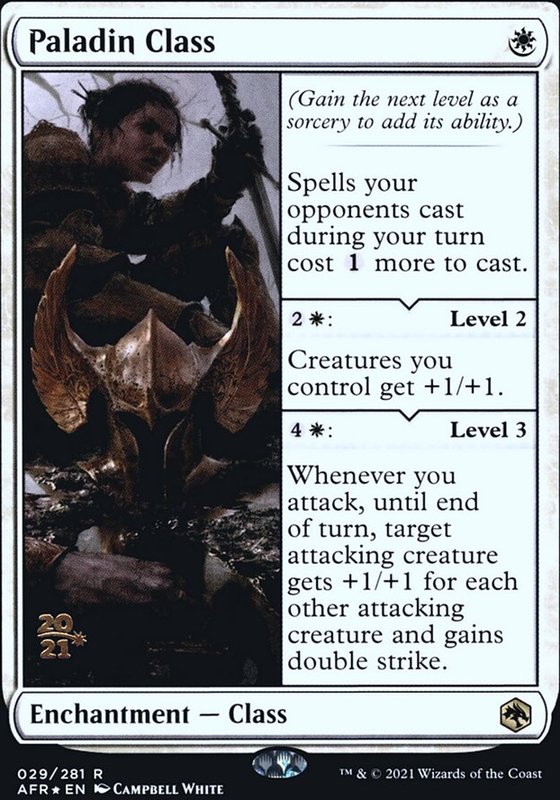 Paladin Class
(Gain the next level as a
sorcery to add its ability.)
Spells your
opponents cast
during your turn
cost 1 more to cast.
2 : Level 2
Creatures you
control get +1/+1.
4 : Level 3
Whenever you
attack, until end
of turn, target
attacking creature
gets +1/+1 for each
other attacking
creature and gains
double strike.
20
21
Enchantment — Class
029/281 R
AFR★EN Campbell White
™ & © 2021 Wizards of the Coast